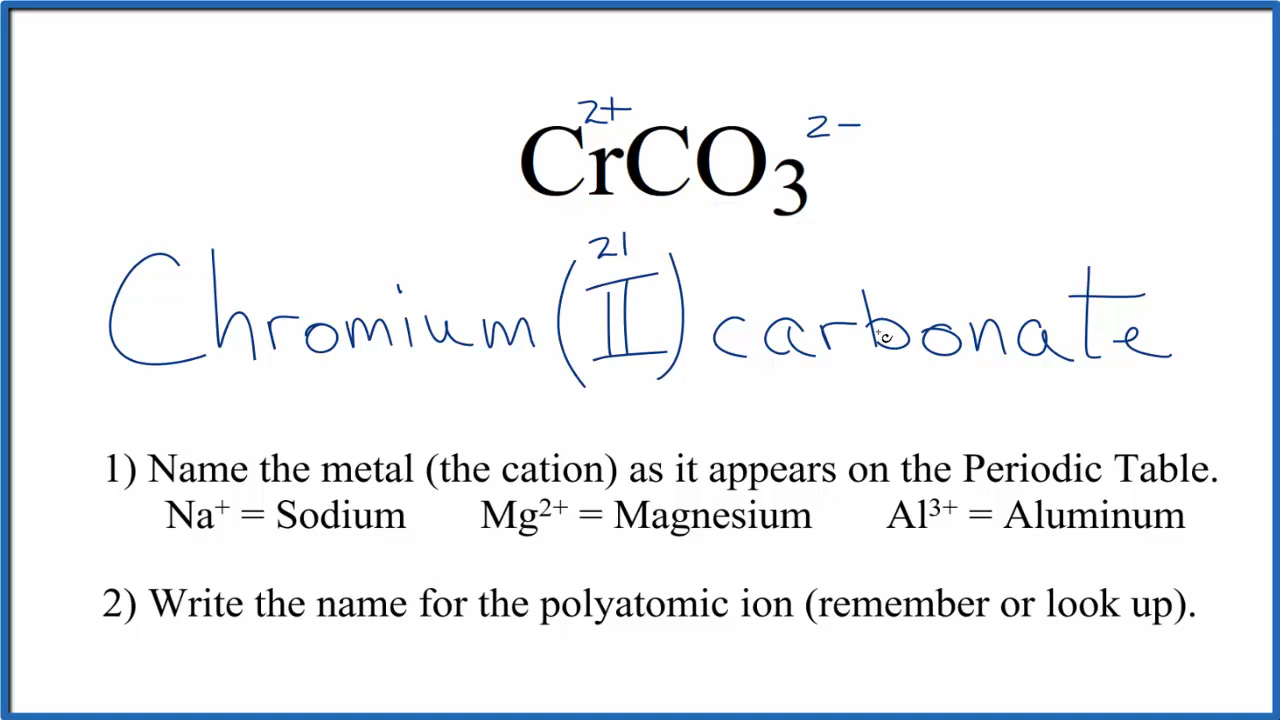 2+ 2-
CrCO₃
21
Chromium (II) carbonate
1) Name the metal (the cation) as it appears on the Periodic Table.
Na⁺ = Sodium Mg²⁺ = Magnesium Al³⁺ = Aluminum
2) Write the name for the polyatomic ion (remember or look up).